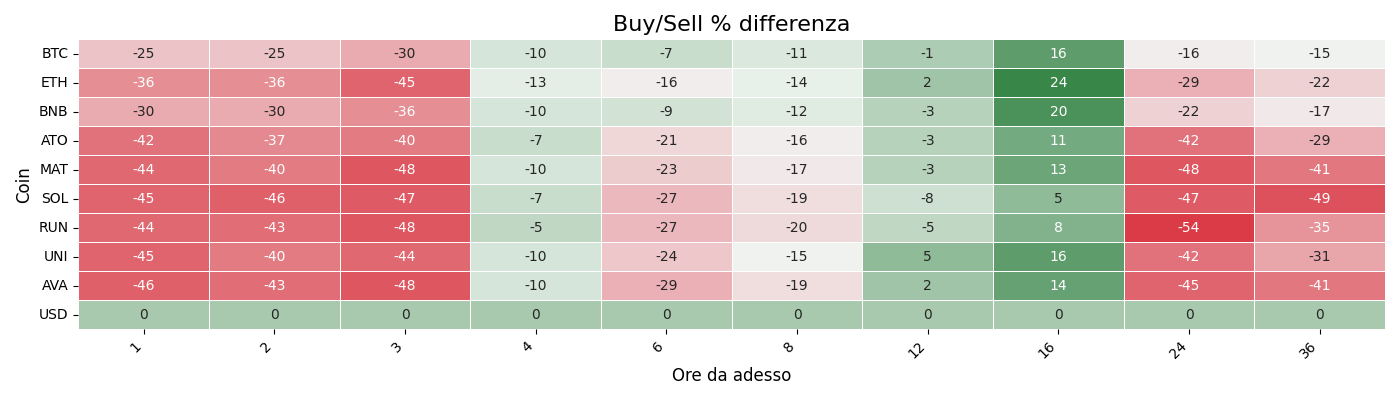 Buy/Sell % differenza
Coin
BTC -25 -25 -30 -10 -7 -11 -1 16 -16 -15
ETH -36 -36 -45 -13 -16 -14 2 24 -29 -22
BNB -30 -30 -36 -10 -9 -12 -3 20 -22 -17
ATO -42 -37 -40 -7 -21 -16 -3 11 -42 -29
MAT -44 -40 -48 -10 -23 -17 -3 13 -48 -41
SOL -45 -46 -47 -7 -27 -19 -8 5 -47 -49
RUN -44 -43 -48 -5 -27 -20 -5 8 -54 -35
UNI -45 -40 -44 -10 -24 -15 5 16 -42 -31
AVA -46 -43 -48 -10 -29 -19 2 14 -45 -41
USD 0 0 0 0 0 0 0 0 0 0
1 2 3 4 6 8 12 16 24 36
Ore da adesso